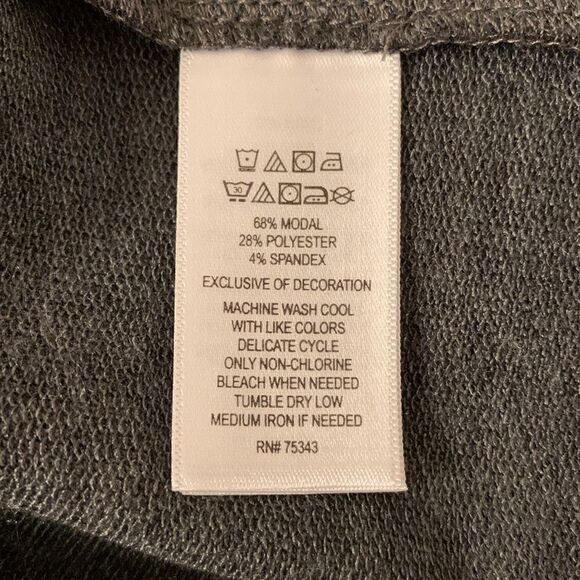 30
68% MODAL
28% POLYESTER
4% SPANDEX
EXCLUSIVE OF DECORATION
MACHINE WASH COOL
WITH LIKE COLORS
DELICATE CYCLE
ONLY NON-CHLORINE
BLEACH WHEN NEEDED
TUMBLE DRY LOW
MEDIUM IRON IF NEEDED
RN# 75343